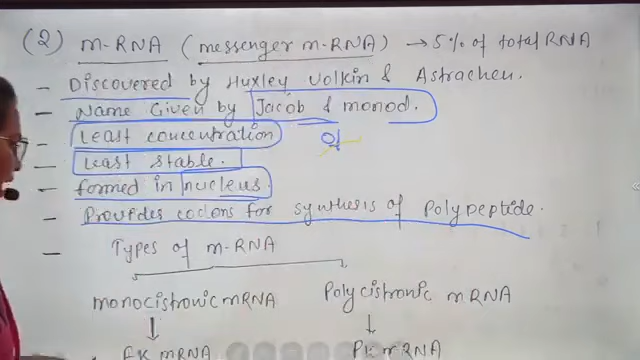 (2) m-RNA (messenger m-RNA) → 5% of total RNA
- Discovered by Huxley Volkin & Astrachen.
- Name Given by Jacob & monod.
- Least concentration
- Least stable.
- formed in nucleus.
- Provides codons for synthesis of Polypeptide.
- Types of m-RNA
monocistronic mRNA Polycistronic mRNA
EK mRNA PK mRNA